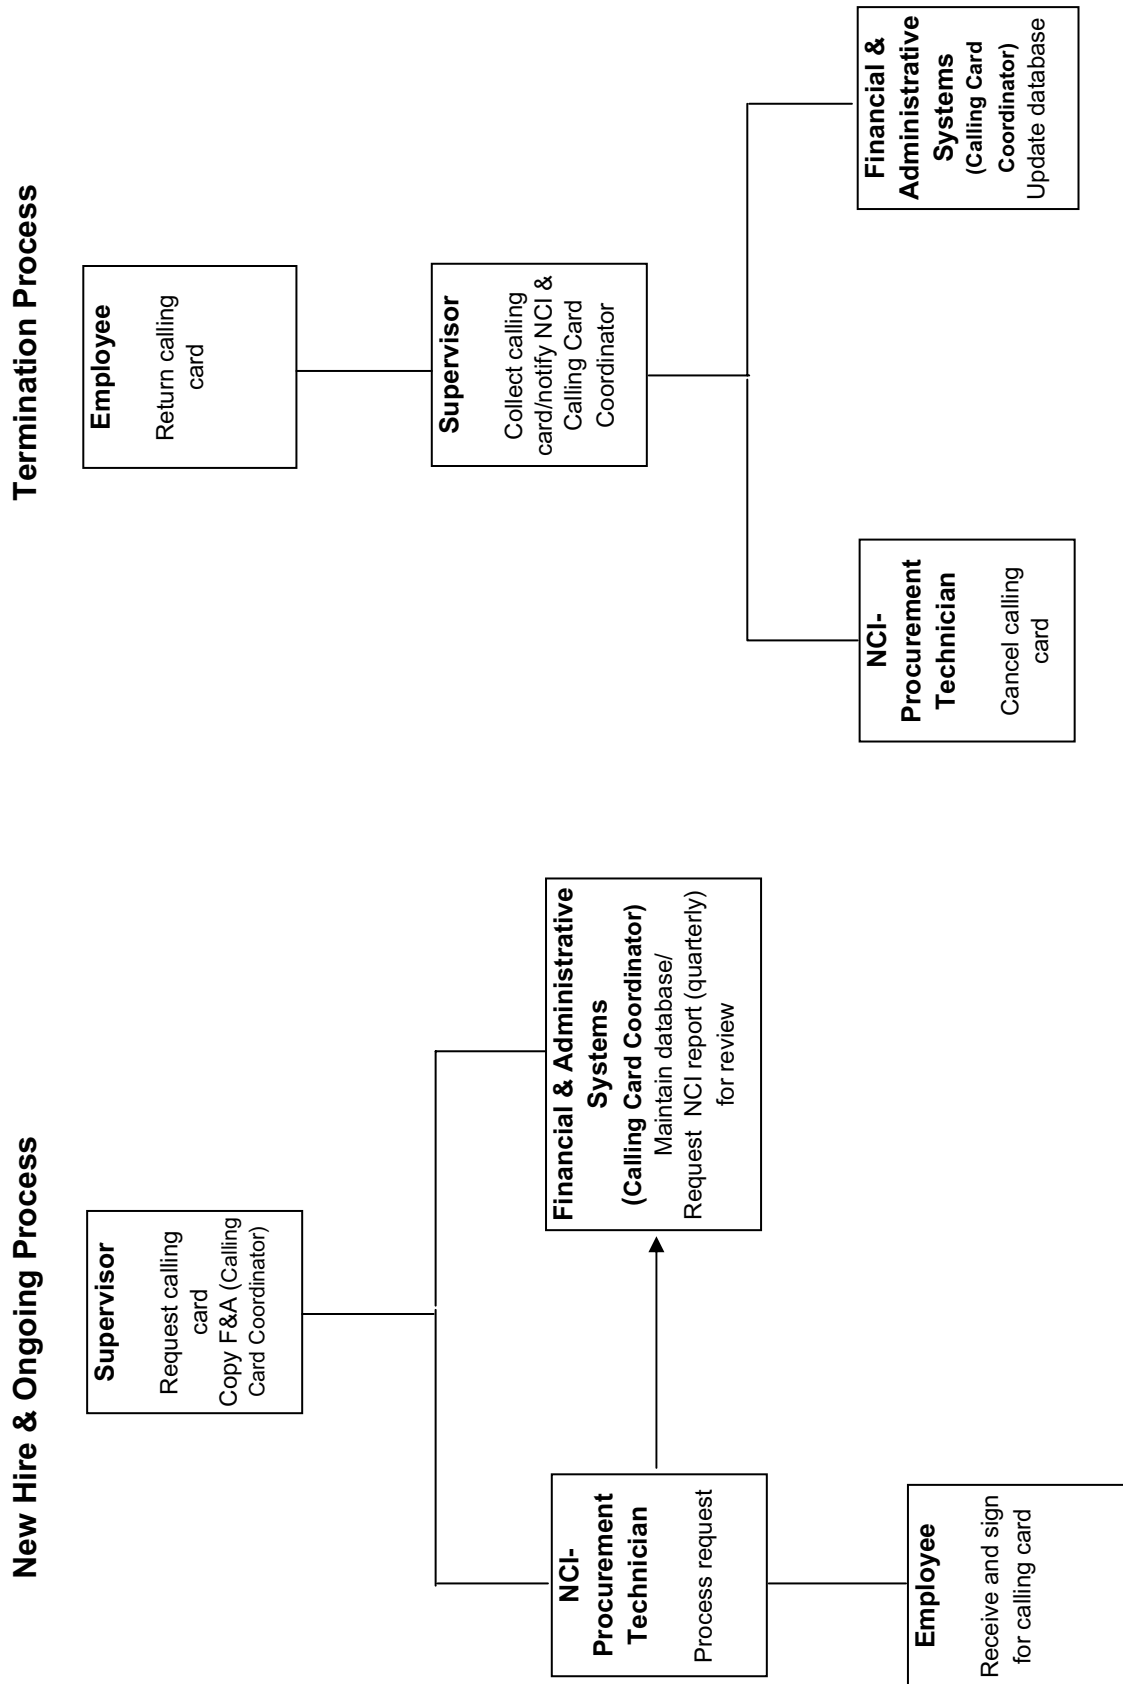 New Hire & Ongoing Process
Supervisor
Request calling
card
Copy F&A (Calling
Card Coordinator)
NCI-
Procurement
Technician
Process request
Financial & Administrative
Systems
(Calling Card Coordinator)
Maintain database/
Request NCI report (quarterly)
for review
Employee
Receive and sign
for calling card
Termination Process
Employee
Return calling
card
Supervisor
Collect calling
card/notify NCI &
Calling Card
Coordinator
NCI-
Procurement
Technician
Cancel calling
card
Financial &
Administrative
Systems
(Calling Card
Coordinator)
Update database